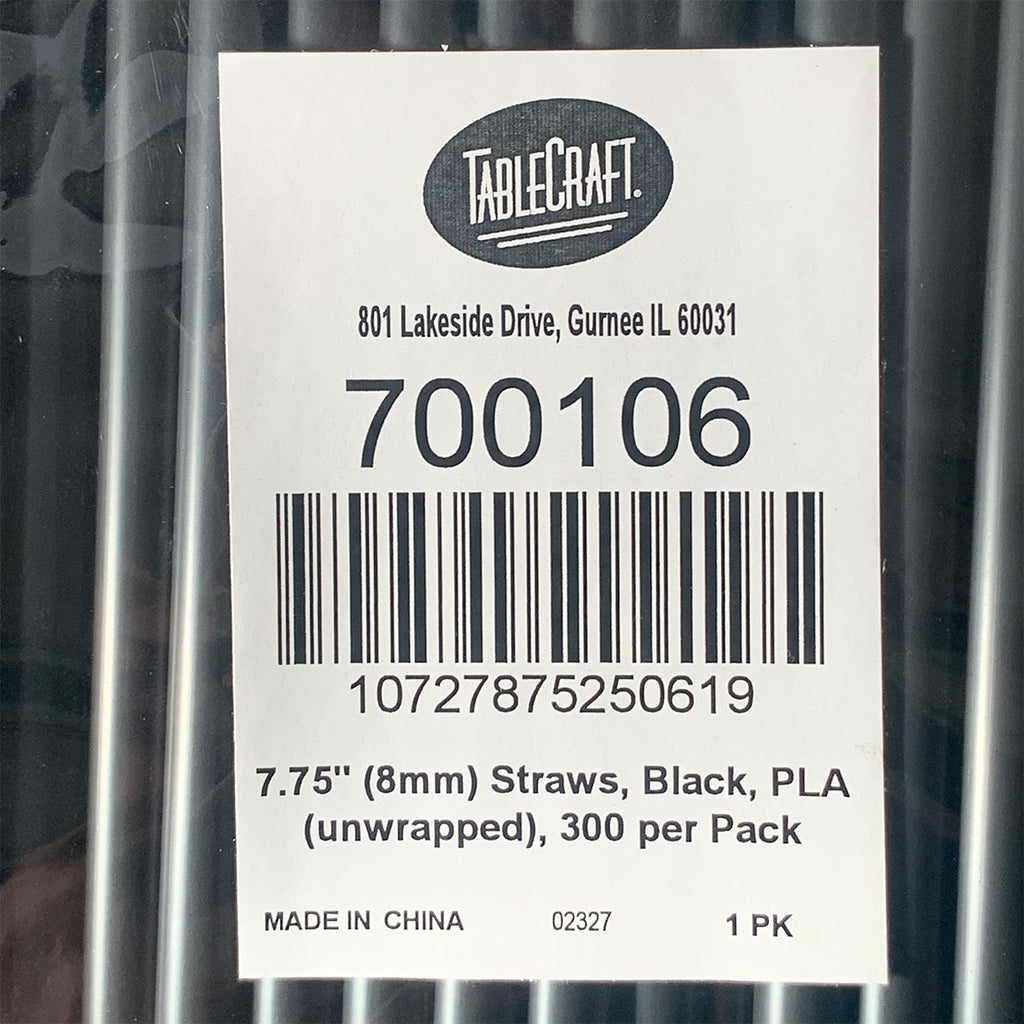 TABLECRAFT.
801 Lakeside Drive, Gurnee IL 60031
700106
10727875250619
7.75" (8mm) Straws, Black, PLA
(unwrapped), 300 per Pack
MADE IN CHINA 02327 1 PK